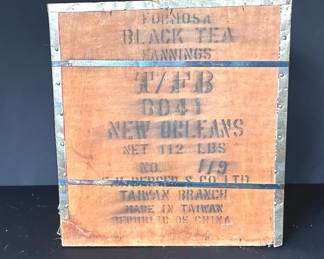 FORMOSA
BLACK TEA
FANNINGS
T/FB
8041
NEW ORLEANS
NET 112 LBS
NO. 119
& CO. LTD
TAIWAN BRANCH
MADE IN TAIWAN
REPUBLIC OF CHINA